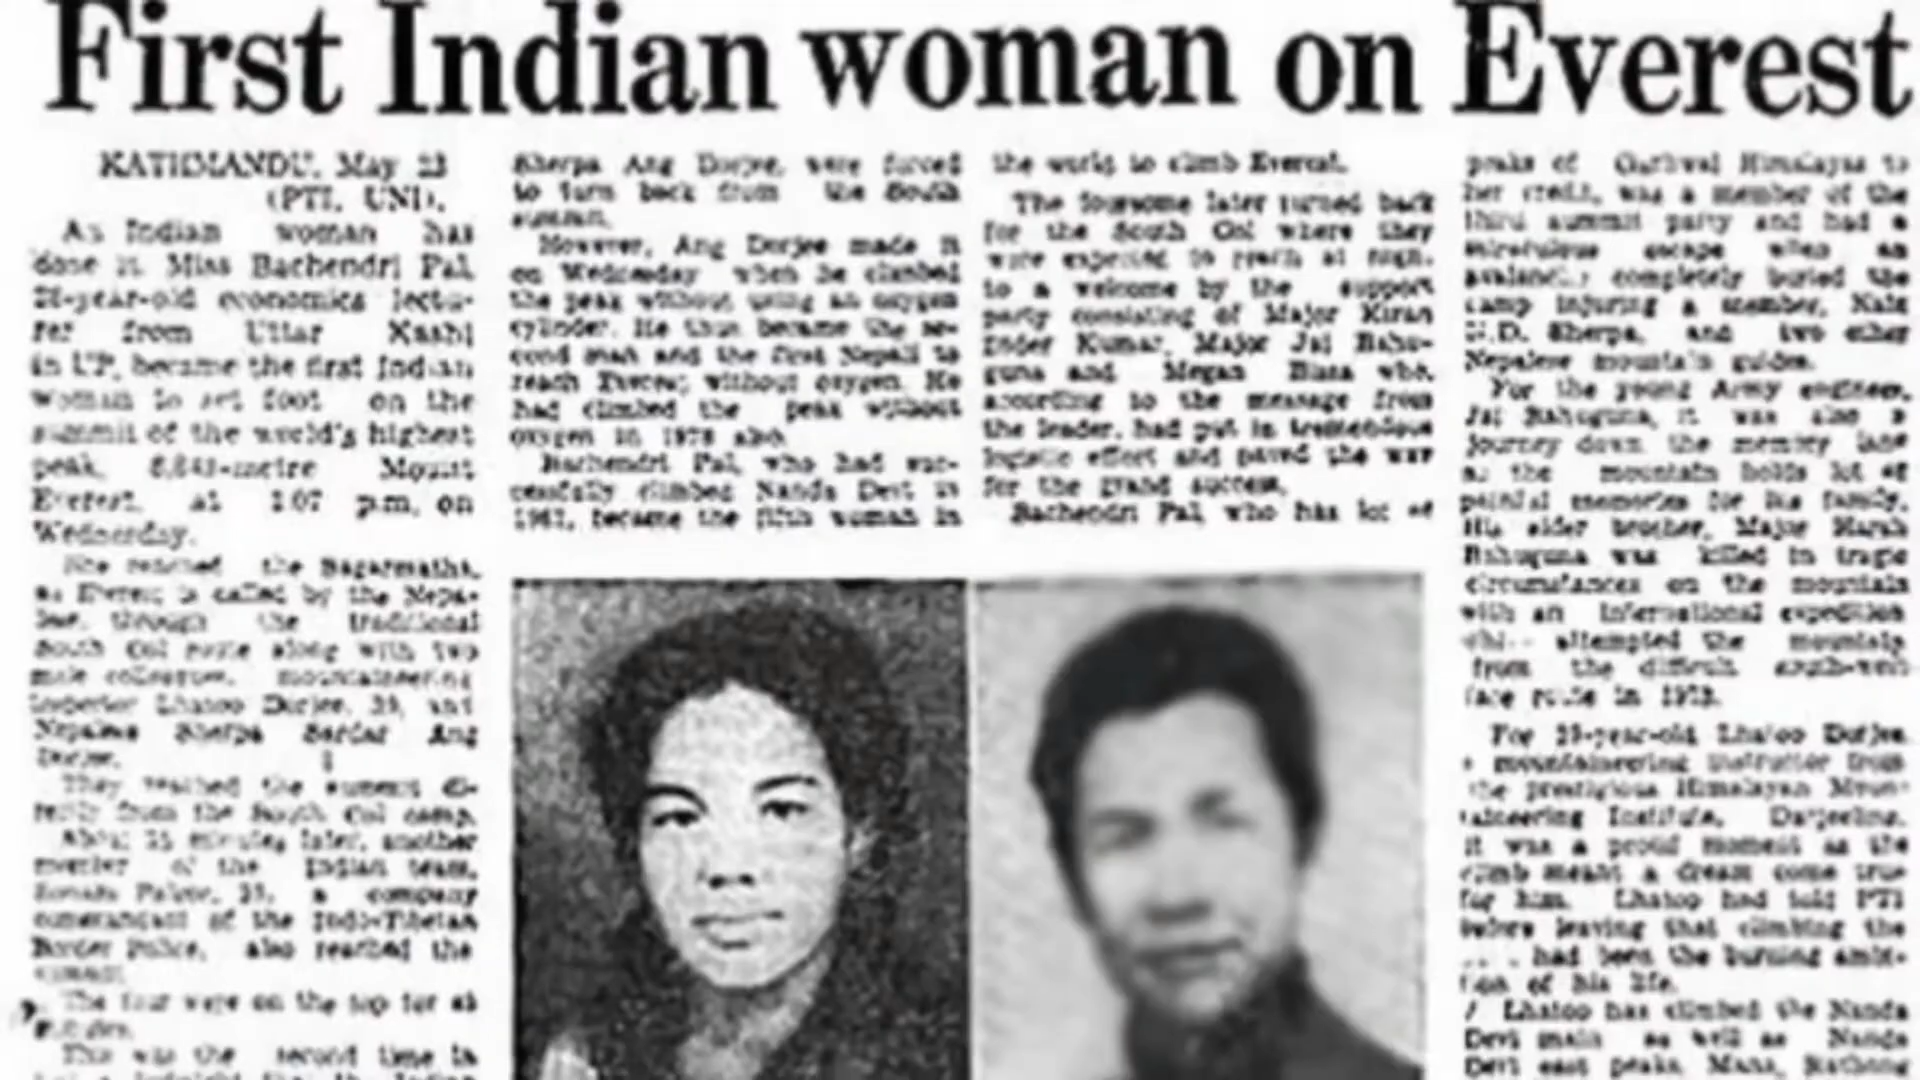 First Indian woman on Everest
KATHMANDU, May 23
(PTI, UNI).
An Indian woman has
done it. Miss Bachendri Pal,
-year-old economics lectu-
rer from Uttar Kashi
in UP, became the first Indian
woman to set foot on the
summit of the world's highest
peak, metre Mount
Everest, at 1.07 p.m. on
Wednesday.
She reached the Sagarmatha,
as Everest is called by the Nepa-
lese, through the traditional
South Col route along with two
male colleagues, mountaineering
Lhatoo Dorjee, and
Nepalese Sherpa Sardar Ang
Dorjee.
They reached the summit di-
rectly from the South Col camp.
About minutes later, another
member of the Indian team,
a company
commandant of the Indo-Tibetan
Border Police, also reached the
summit.
The four were on the top for
minutes.
This was the second time in
Sherpa Ang Dorjee, were forced
to turn back from the South
summit.
However, Ang Dorjee made it
on Wednesday when he climbed
the peak without using an oxygen
cylinder. He thus became the se-
cond man and the first Nepali to
reach Everest without oxygen. He
had climbed the peak without
oxygen in 1978 also.
Bachendri Pal, who had suc-
cessfully climbed Nanda Devi in
became the fifth woman in
the world to climb Everest.
The foursome later turned back
for the South Col where they
were expected to reach at night,
to a welcome by the support
party consisting of Major Kiran
Inder Kumar, Major Jai Bahu-
guna and who,
according to the message from
the leader, had put in tremendous
logistic effort and paved the way
for the grand success.
Bachendri Pal, who has lot of
peaks of Garhwal Himalayas to
her credit, was a member of the
third summit party and had a
miraculous escape when an
avalanche completely buried the
camp injuring a member,
N.D. Sherpa, and two other
Nepalese mountain guides.
For the young Army engineer,
Jai Bahuguna, it was also a
journey down the memory lane
as the mountain holds lot of
painful memories for his family.
His elder brother, Major Harsh
Bahuguna was killed in tragic
circumstances on the mountain
with an international expedition
attempted the mountain
from the difficult south-west
face route in
For -year-old Lhatoo Dorjee
a mountaineering instructor from
the prestigious Himalayan Moun-
taineering Institute, Darjeeling,
it was a proud moment as the
climb meant a dream come true
for him. Lhatoo had told PTI
before leaving that climbing the
had been the burning ambi-
tion of his life.
Lhatoo has climbed the Nanda
Devi main as well as Nanda
Devi east peaks,